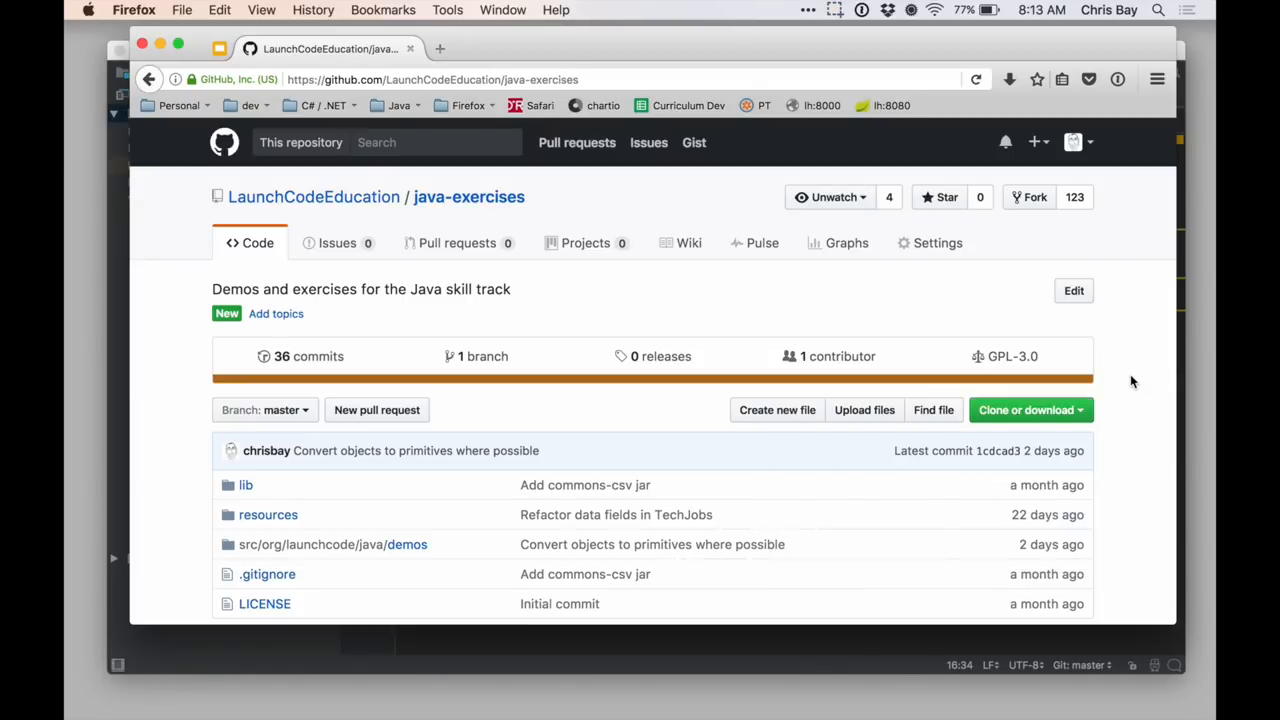 Firefox File Edit View History Bookmarks Tools Window Help 77% 8:13 AM Chris Bay
LaunchCodeEducation/java...
GitHub, Inc. (US) https://github.com/LaunchCodeEducation/java-exercises
Personal dev C# / .NET Java Firefox Safari chartio Curriculum Dev PT lh:8000 lh:8080
This repository Search Pull requests Issues Gist
LaunchCodeEducation / java-exercises Unwatch 4 Star 0 Fork 123
Code Issues 0 Pull requests 0 Projects 0 Wiki Pulse Graphs Settings
Demos and exercises for the Java skill track Edit
New Add topics
36 commits 1 branch 0 releases 1 contributor GPL-3.0
Branch: master New pull request Create new file Upload files Find file Clone or download
chrisbay Convert objects to primitives where possible Latest commit 1cdcad3 2 days ago
lib Add commons-csv jar a month ago
resources Refactor data fields in TechJobs 22 days ago
src/org/launchcode/java/demos Convert objects to primitives where possible 2 days ago
.gitignore Add commons-csv jar a month ago
LICENSE Initial commit a month ago
16:34 LF UTF-8 Git: master